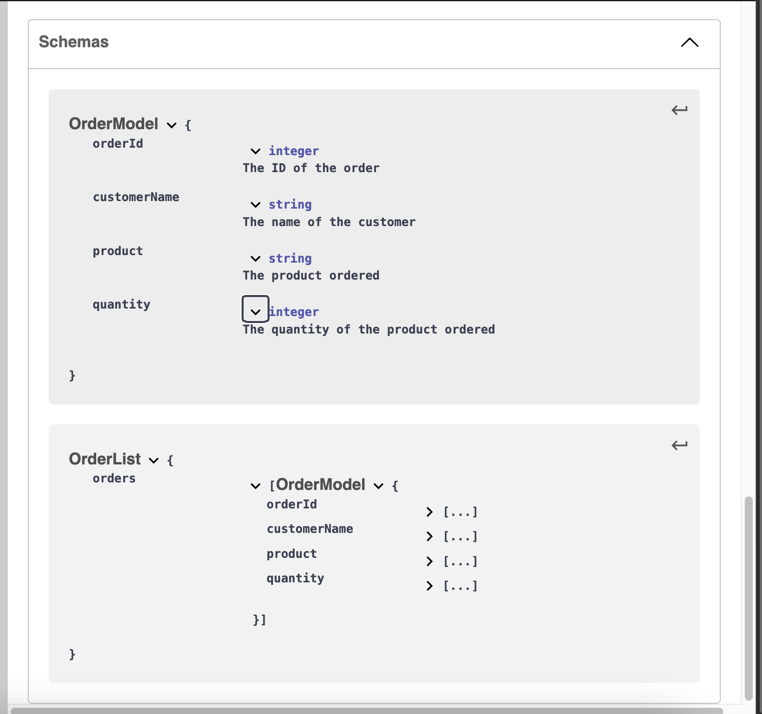 Schemas
OrderModel {
orderId
integer
The ID of the order
customerName
string
The name of the customer
product
string
The product ordered
quantity
integer
The quantity of the product ordered
}
OrderList {
orders
[OrderModel {
orderId [...]
customerName [...]
product [...]
quantity [...]
}]
}